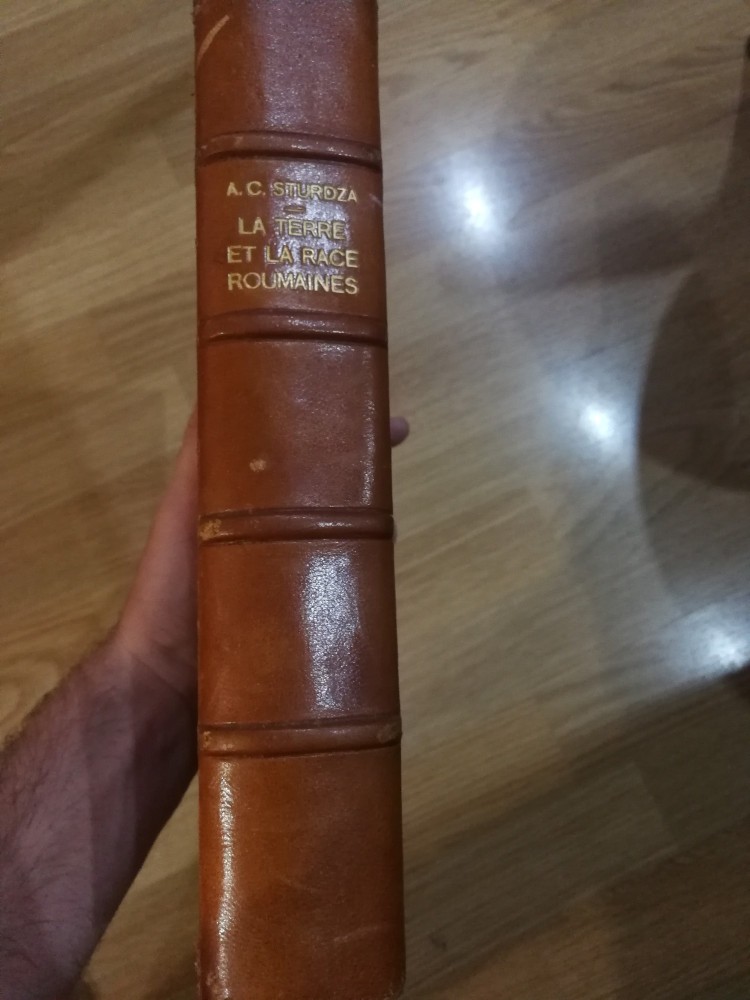 A. C. STURDZA
LA TERRE
ET LA RACE
ROUMAINES